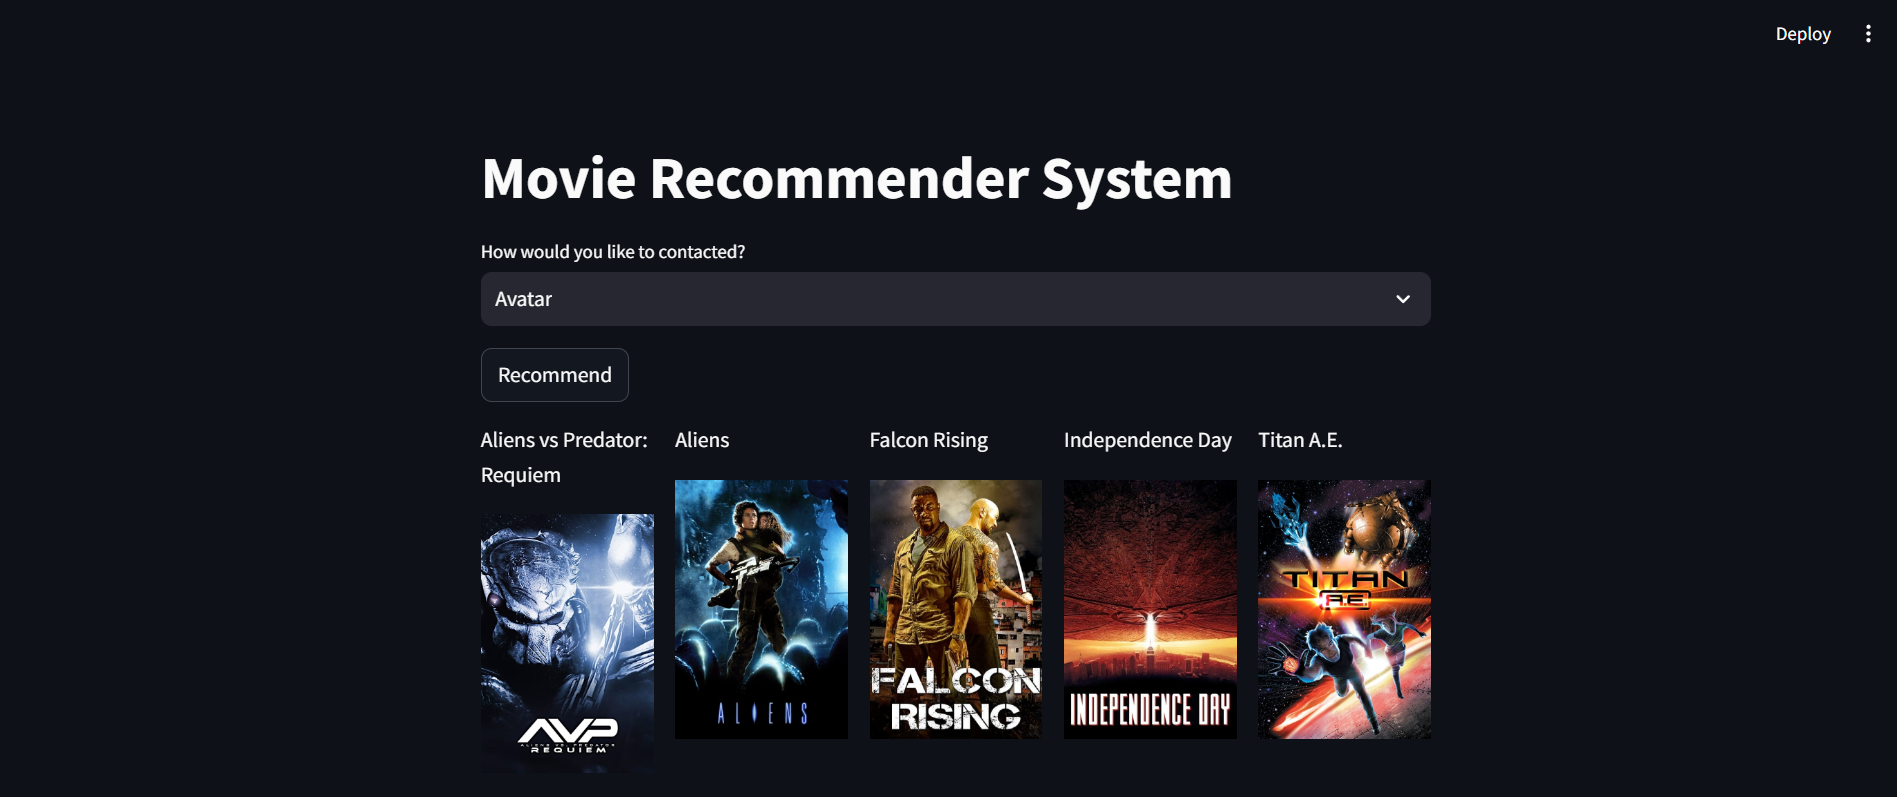 Deploy
Movie Recommender System
How would you like to contacted?
Avatar
Recommend
Aliens vs Predator:
Requiem
Aliens
Falcon Rising
Independence Day
Titan A.E.
AVP
ALIENS VS. PREDATOR
REQUIEM
ALIENS
FALCON
RISING
INDEPENDENCE DAY
TITAN
A.E.